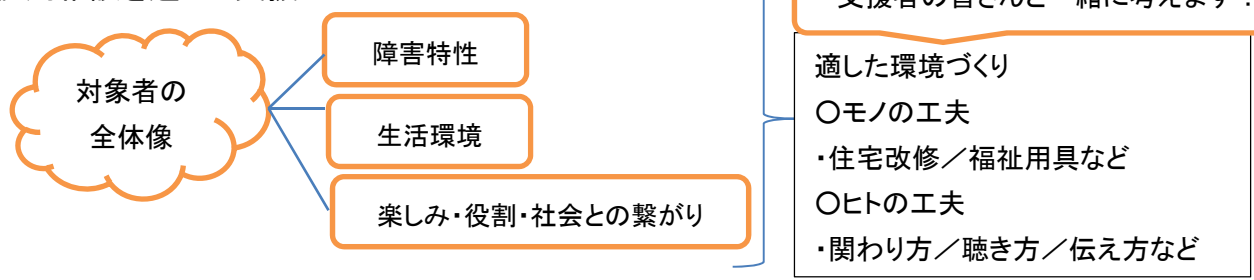 支援者の皆さんと一緒に考えます!
対象者の
全体像
障害特性
生活環境
楽しみ・役割・社会との繋がり
適した環境づくり
〇モノの工夫
・住宅改修／福祉用具など
〇ヒトの工夫
・関わり方／聴き方／伝え方など